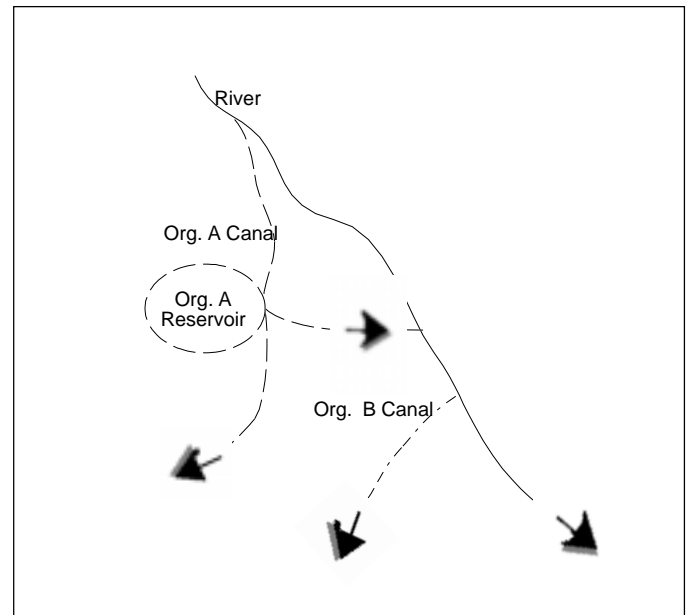 River
Org. A Canal
Org. A
Reservoir
Org.  B Canal